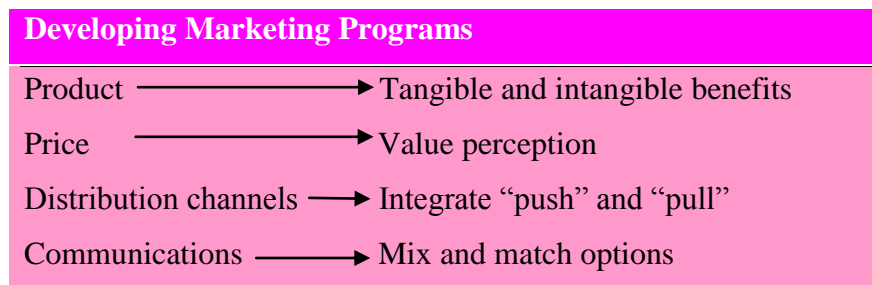 Developing Marketing Programs
Product Tangible and intangible benefits
Price Value perception
Distribution channels Integrate “push” and “pull”
Communications Mix and match options